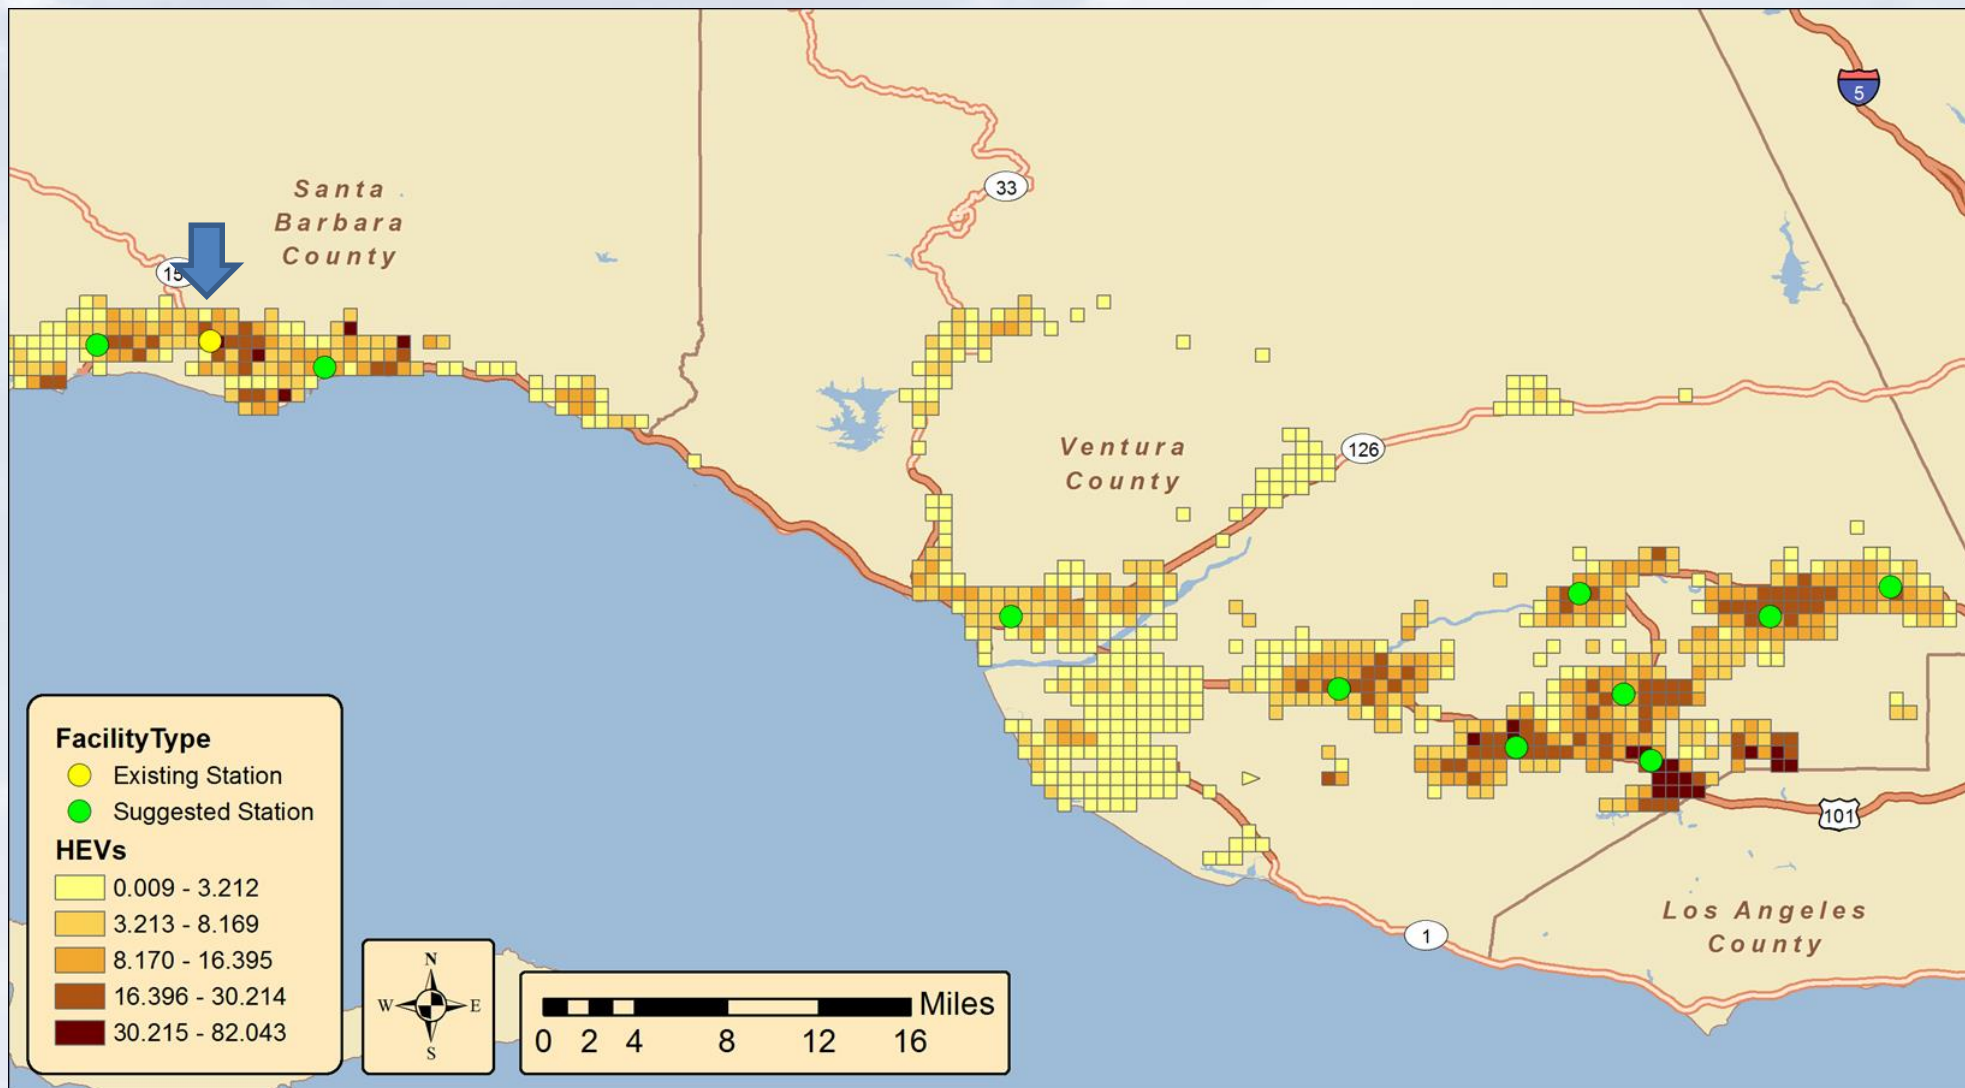 5
33
Santa
Barbara
County
15
126
Ventura
County
FacilityType
Existing Station
Suggested Station
HEVs
0.009 - 3.212
3.213 - 8.169
8.170 - 16.395
16.396 - 30.214
30.215 - 82.043
N
W E
S
Miles
0 2 4 8 12 16
101
Los Angeles
County
1